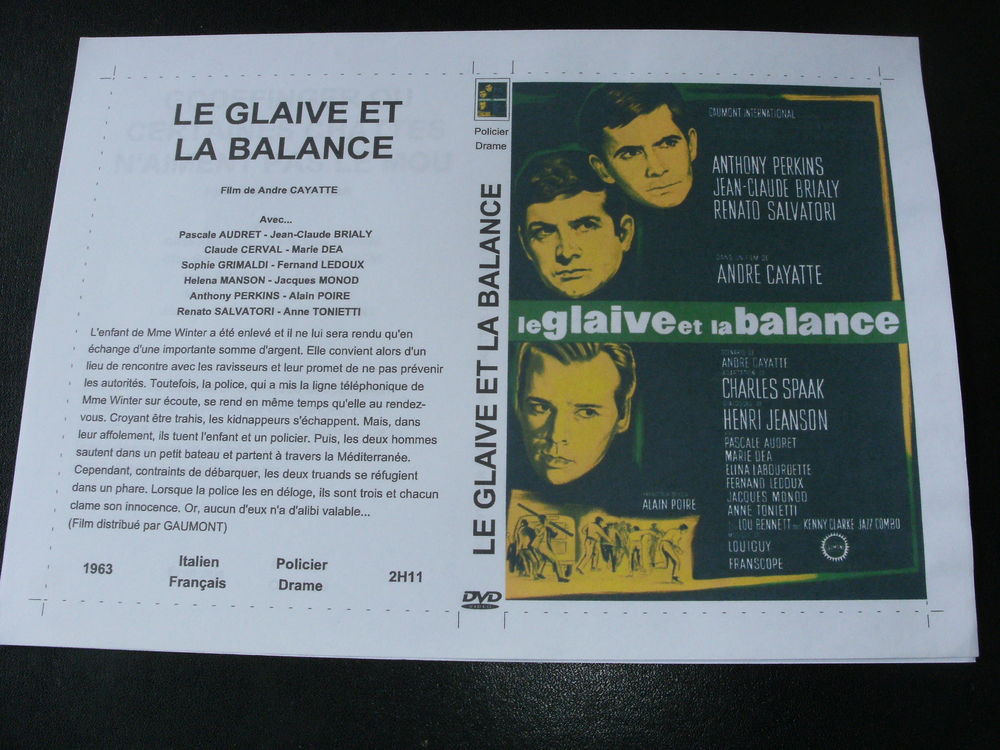 LE GLAIVE ET
LA BALANCE
Film de Andre CAYATTE
Avec...
Pascale AUDRET - Jean-Claude BRIALY
Claude CERVAL - Marie DEA
Sophie GRIMALDI - Fernand LEDOUX
Helena MANSON - Jacques MONOD
Anthony PERKINS - Alain POIRE
Renato SALVATORI - Anne TONIETTI
L'enfant de Mme Winter a été enlevé et il ne lui sera rendu qu'en
échange d'une importante somme d'argent. Elle convient alors d'un
lieu de rencontre avec les ravisseurs et leur promet de ne pas prévenir
les autorités. Toutefois, la police, qui a mis la ligne téléphonique de
Mme Winter sur écoute, se rend en même temps qu'elle au rendez-
vous. Croyant être trahis, les kidnappeurs s'échappent. Mais, dans
leur affolement, ils tuent l'enfant et un policier. Puis, les deux hommes
sautent dans un petit bateau et partent à travers la Méditerranée.
Cependant, contraints de débarquer, les deux truands se réfugient
dans un phare. Lorsque la police les en déloge, ils sont trois et chacun
clame son innocence. Or, aucun d'eux n'a d'alibi valable...
(Film distribué par GAUMONT)
1963
Italien
Français
Policier
Drame
2H11
Policier
Drame
LE GLAIVE ET LA BALANCE
DVD
VIDEO
GAUMONT INTERNATIONAL
ANTHONY PERKINS
JEAN-CLAUDE BRIALY
RENATO SALVATORI
DANS UN FILM DE
ANDRE CAYATTE
le glaive et la balance
SCENARIO DE
ANDRE CAYATTE
ADAPTATION DE
CHARLES SPAAK
DIALOGUES DE
HENRI JEANSON
PASCALE AUDRET
MARIE DEA
ELINA LABOURDETTE
FERNAND LEDOUX
JACQUES MONOD
ANNE TONIETTI
LOU BENNETT KENNY CLARKE JAZZ COMBO
LOUIGUY
FRANSCOPE
ALAIN POIRE